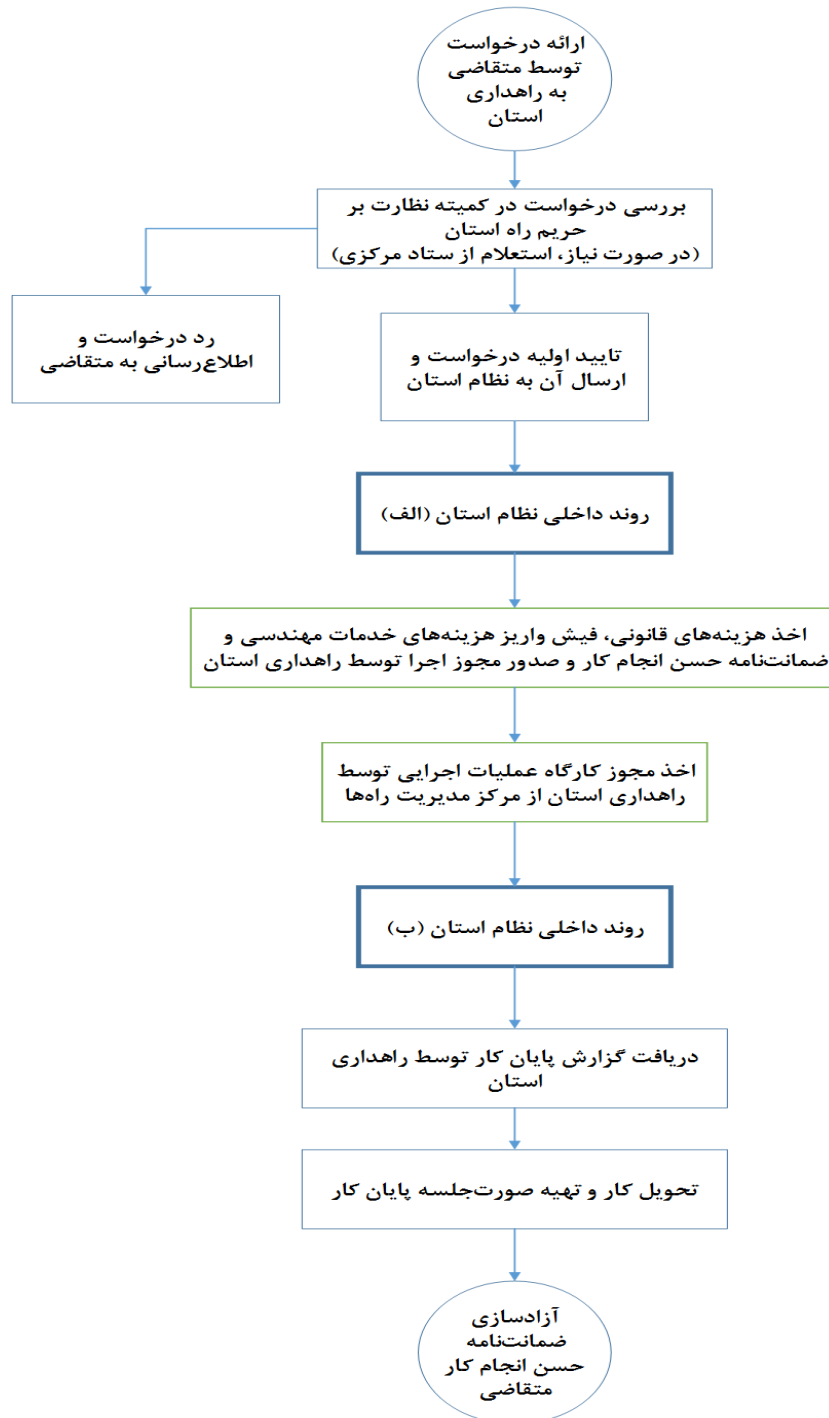 ارائه درخواست
توسط متقاضی
به راهداری
استان
بررسی درخواست در کمیته نظارت بر
حریم راه استان
(در صورت نیاز، استعلام از ستاد مرکزی)
رد درخواست و
اطلاع‌رسانی به متقاضی
تایید اولیه درخواست و
ارسال آن به نظام استان
روند داخلی نظام استان (الف)
اخذ هزینه‌های قانونی، فیش واریز هزینه‌های خدمات مهندسی و
ضمانت‌نامه حسن انجام کار و صدور مجوز اجرا توسط راهداری استان
اخذ مجوز کارگاه عملیات اجرایی توسط
راهداری استان از مرکز مدیریت راه‌ها
روند داخلی نظام استان (ب)
دریافت گزارش پایان کار توسط راهداری
استان
تحویل کار و تهیه صورت‌جلسه پایان کار
آزادسازی
ضمانت‌نامه
حسن انجام کار
متقاضی